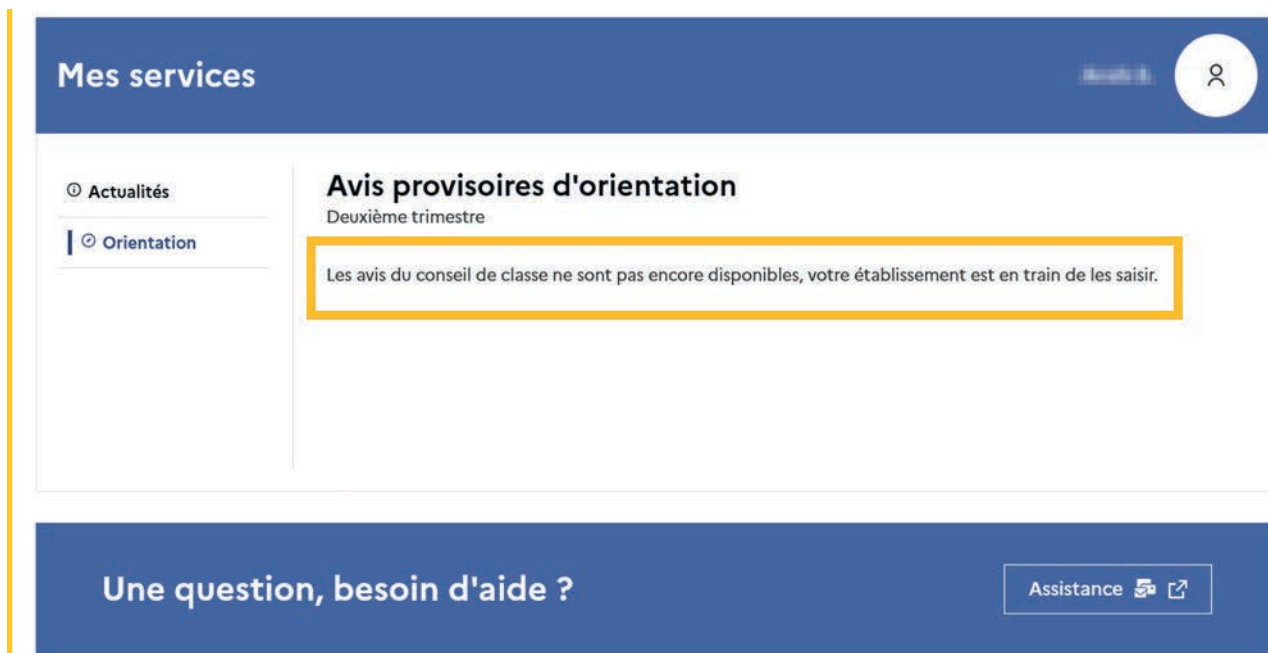 Mes services
Actualités
Orientation
Avis provisoires d'orientation
Deuxième trimestre
Les avis du conseil de classe ne sont pas encore disponibles, votre établissement est en train de les saisir.
Une question, besoin d'aide ?
Assistance